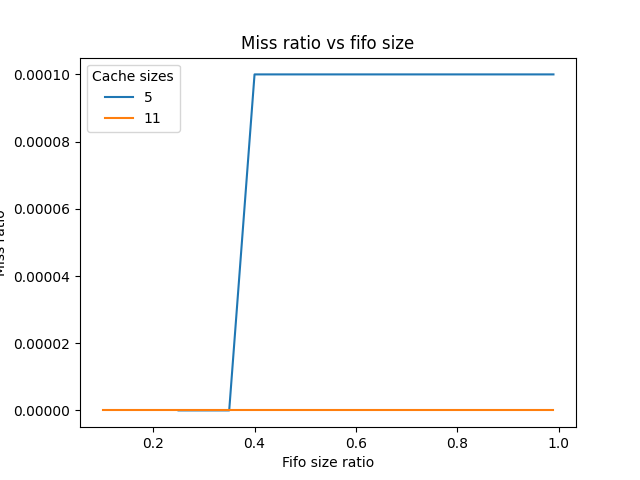 Miss ratio vs fifo size
Cache sizes
5
11
0.00010
0.00008
0.00006
0.00004
0.00002
0.00000
Miss ratio
0.2 0.4 0.6 0.8 1.0
Fifo size ratio